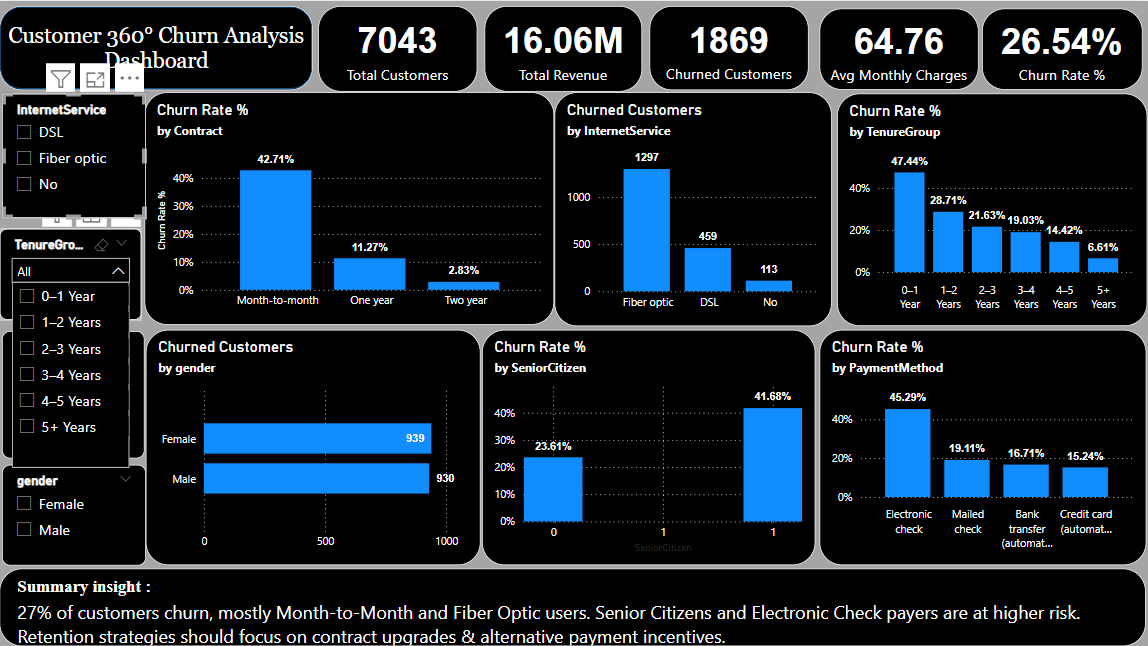 Customer 360° Churn Analysis
Dashboard
7043
Total Customers
16.06M
Total Revenue
1869
Churned Customers
64.76
Avg Monthly Charges
26.54%
Churn Rate %
InternetService
DSL
Fiber optic
No
TenureGro...
All
0–1 Year
1–2 Years
2–3 Years
3–4 Years
4–5 Years
5+ Years
gender
Female
Male
Churn Rate %
by Contract
Churn Rate %
40%
30%
20%
10%
0%
42.71%
11.27%
2.83%
Month-to-month
One year
Two year
Churned Customers
by InternetService
1000
500
0
1297
459
113
Fiber optic
DSL
No
Churn Rate %
by TenureGroup
40%
20%
0%
47.44%
28.71%
21.63%
19.03%
14.42%
6.61%
0–1
Year
1–2
Years
2–3
Years
3–4
Years
4–5
Years
5+
Years
Churned Customers
by gender
Female
939
Male
930
0
500
1000
Churn Rate %
by SeniorCitizen
40%
30%
20%
10%
0%
23.61%
41.68%
0
1
1
SeniorCitizen
Churn Rate %
by PaymentMethod
40%
20%
0%
45.29%
19.11%
16.71%
15.24%
Electronic
check
Mailed
check
Bank
transfer
(automat...
Credit card
(automat...
Summary insight :
27% of customers churn, mostly Month-to-Month and Fiber Optic users. Senior Citizens and Electronic Check payers are at higher risk.
Retention strategies should focus on contract upgrades & alternative payment incentives.